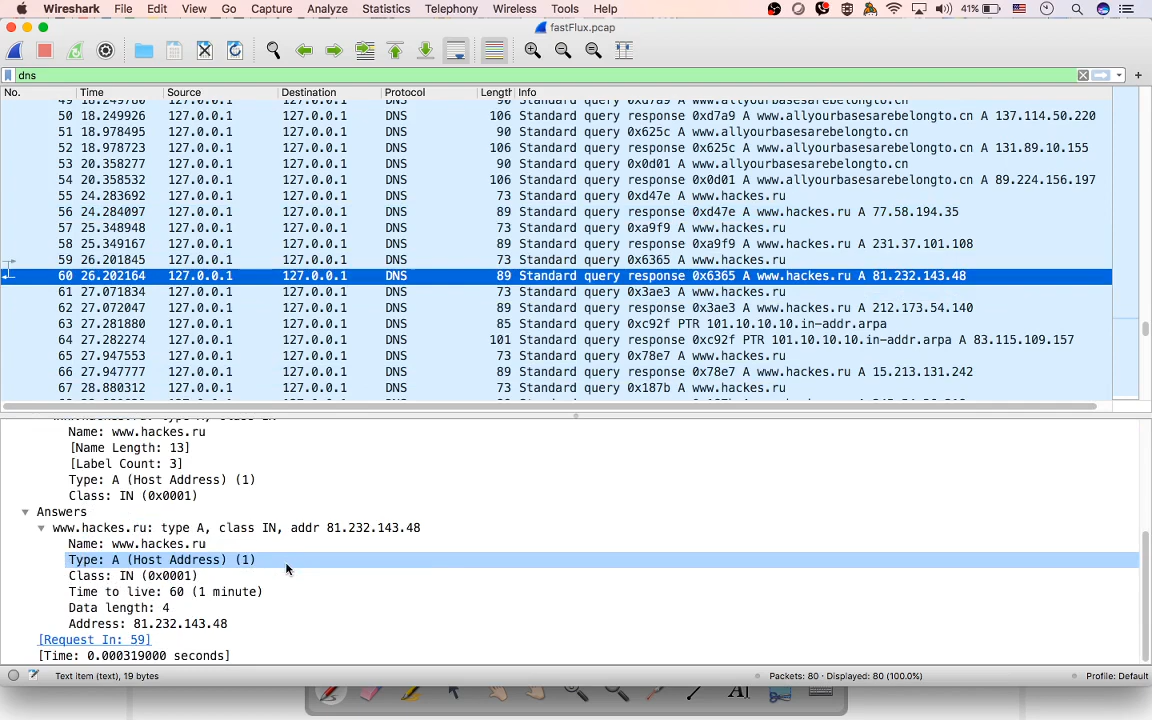 Wireshark File Edit View Go Capture Analyze Statistics Telephony Wireless Tools Help 41%
fastFlux.pcap
dns
No. Time Source Destination Protocol Length Info
49 18.249780 127.0.0.1 127.0.0.1 DNS 90 Standard query 0xd7a9 A www.allyourbasesarebelongto.cn
50 18.249926 127.0.0.1 127.0.0.1 DNS 106 Standard query response 0xd7a9 A www.allyourbasesarebelongto.cn A 137.114.50.220
51 18.978495 127.0.0.1 127.0.0.1 DNS 90 Standard query 0x625c A www.allyourbasesarebelongto.cn
52 18.978723 127.0.0.1 127.0.0.1 DNS 106 Standard query response 0x625c A www.allyourbasesarebelongto.cn A 131.89.10.155
53 20.358277 127.0.0.1 127.0.0.1 DNS 90 Standard query 0x0d01 A www.allyourbasesarebelongto.cn
54 20.358532 127.0.0.1 127.0.0.1 DNS 106 Standard query response 0x0d01 A www.allyourbasesarebelongto.cn A 89.224.156.197
55 24.283692 127.0.0.1 127.0.0.1 DNS 73 Standard query 0xd47e A www.hackes.ru
56 24.284097 127.0.0.1 127.0.0.1 DNS 89 Standard query response 0xd47e A www.hackes.ru A 77.58.194.35
57 25.348948 127.0.0.1 127.0.0.1 DNS 73 Standard query 0xa9f9 A www.hackes.ru
58 25.349167 127.0.0.1 127.0.0.1 DNS 89 Standard query response 0xa9f9 A www.hackes.ru A 231.37.101.108
59 26.201845 127.0.0.1 127.0.0.1 DNS 73 Standard query 0x6365 A www.hackes.ru
60 26.202164 127.0.0.1 127.0.0.1 DNS 89 Standard query response 0x6365 A www.hackes.ru A 81.232.143.48
61 27.071834 127.0.0.1 127.0.0.1 DNS 73 Standard query 0x3ae3 A www.hackes.ru
62 27.072047 127.0.0.1 127.0.0.1 DNS 89 Standard query response 0x3ae3 A www.hackes.ru A 212.173.54.140
63 27.281880 127.0.0.1 127.0.0.1 DNS 85 Standard query 0xc92f PTR 101.10.10.10.in-addr.arpa
64 27.282274 127.0.0.1 127.0.0.1 DNS 101 Standard query response 0xc92f PTR 101.10.10.10.in-addr.arpa A 83.115.109.157
65 27.947553 127.0.0.1 127.0.0.1 DNS 73 Standard query 0x78e7 A www.hackes.ru
66 27.947777 127.0.0.1 127.0.0.1 DNS 89 Standard query response 0x78e7 A www.hackes.ru A 15.213.131.242
67 28.880312 127.0.0.1 127.0.0.1 DNS 73 Standard query 0x187b A www.hackes.ru
Name: www.hackes.ru
[Name Length: 13]
[Label Count: 3]
Type: A (Host Address) (1)
Class: IN (0x0001)
Answers
www.hackes.ru: type A, class IN, addr 81.232.143.48
Name: www.hackes.ru
Type: A (Host Address) (1)
Class: IN (0x0001)
Time to live: 60 (1 minute)
Data length: 4
Address: 81.232.143.48
[Request In: 59]
[Time: 0.000319000 seconds]
Text item (text), 19 bytes Packets: 80 · Displayed: 80 (100.0%) Profile: Default